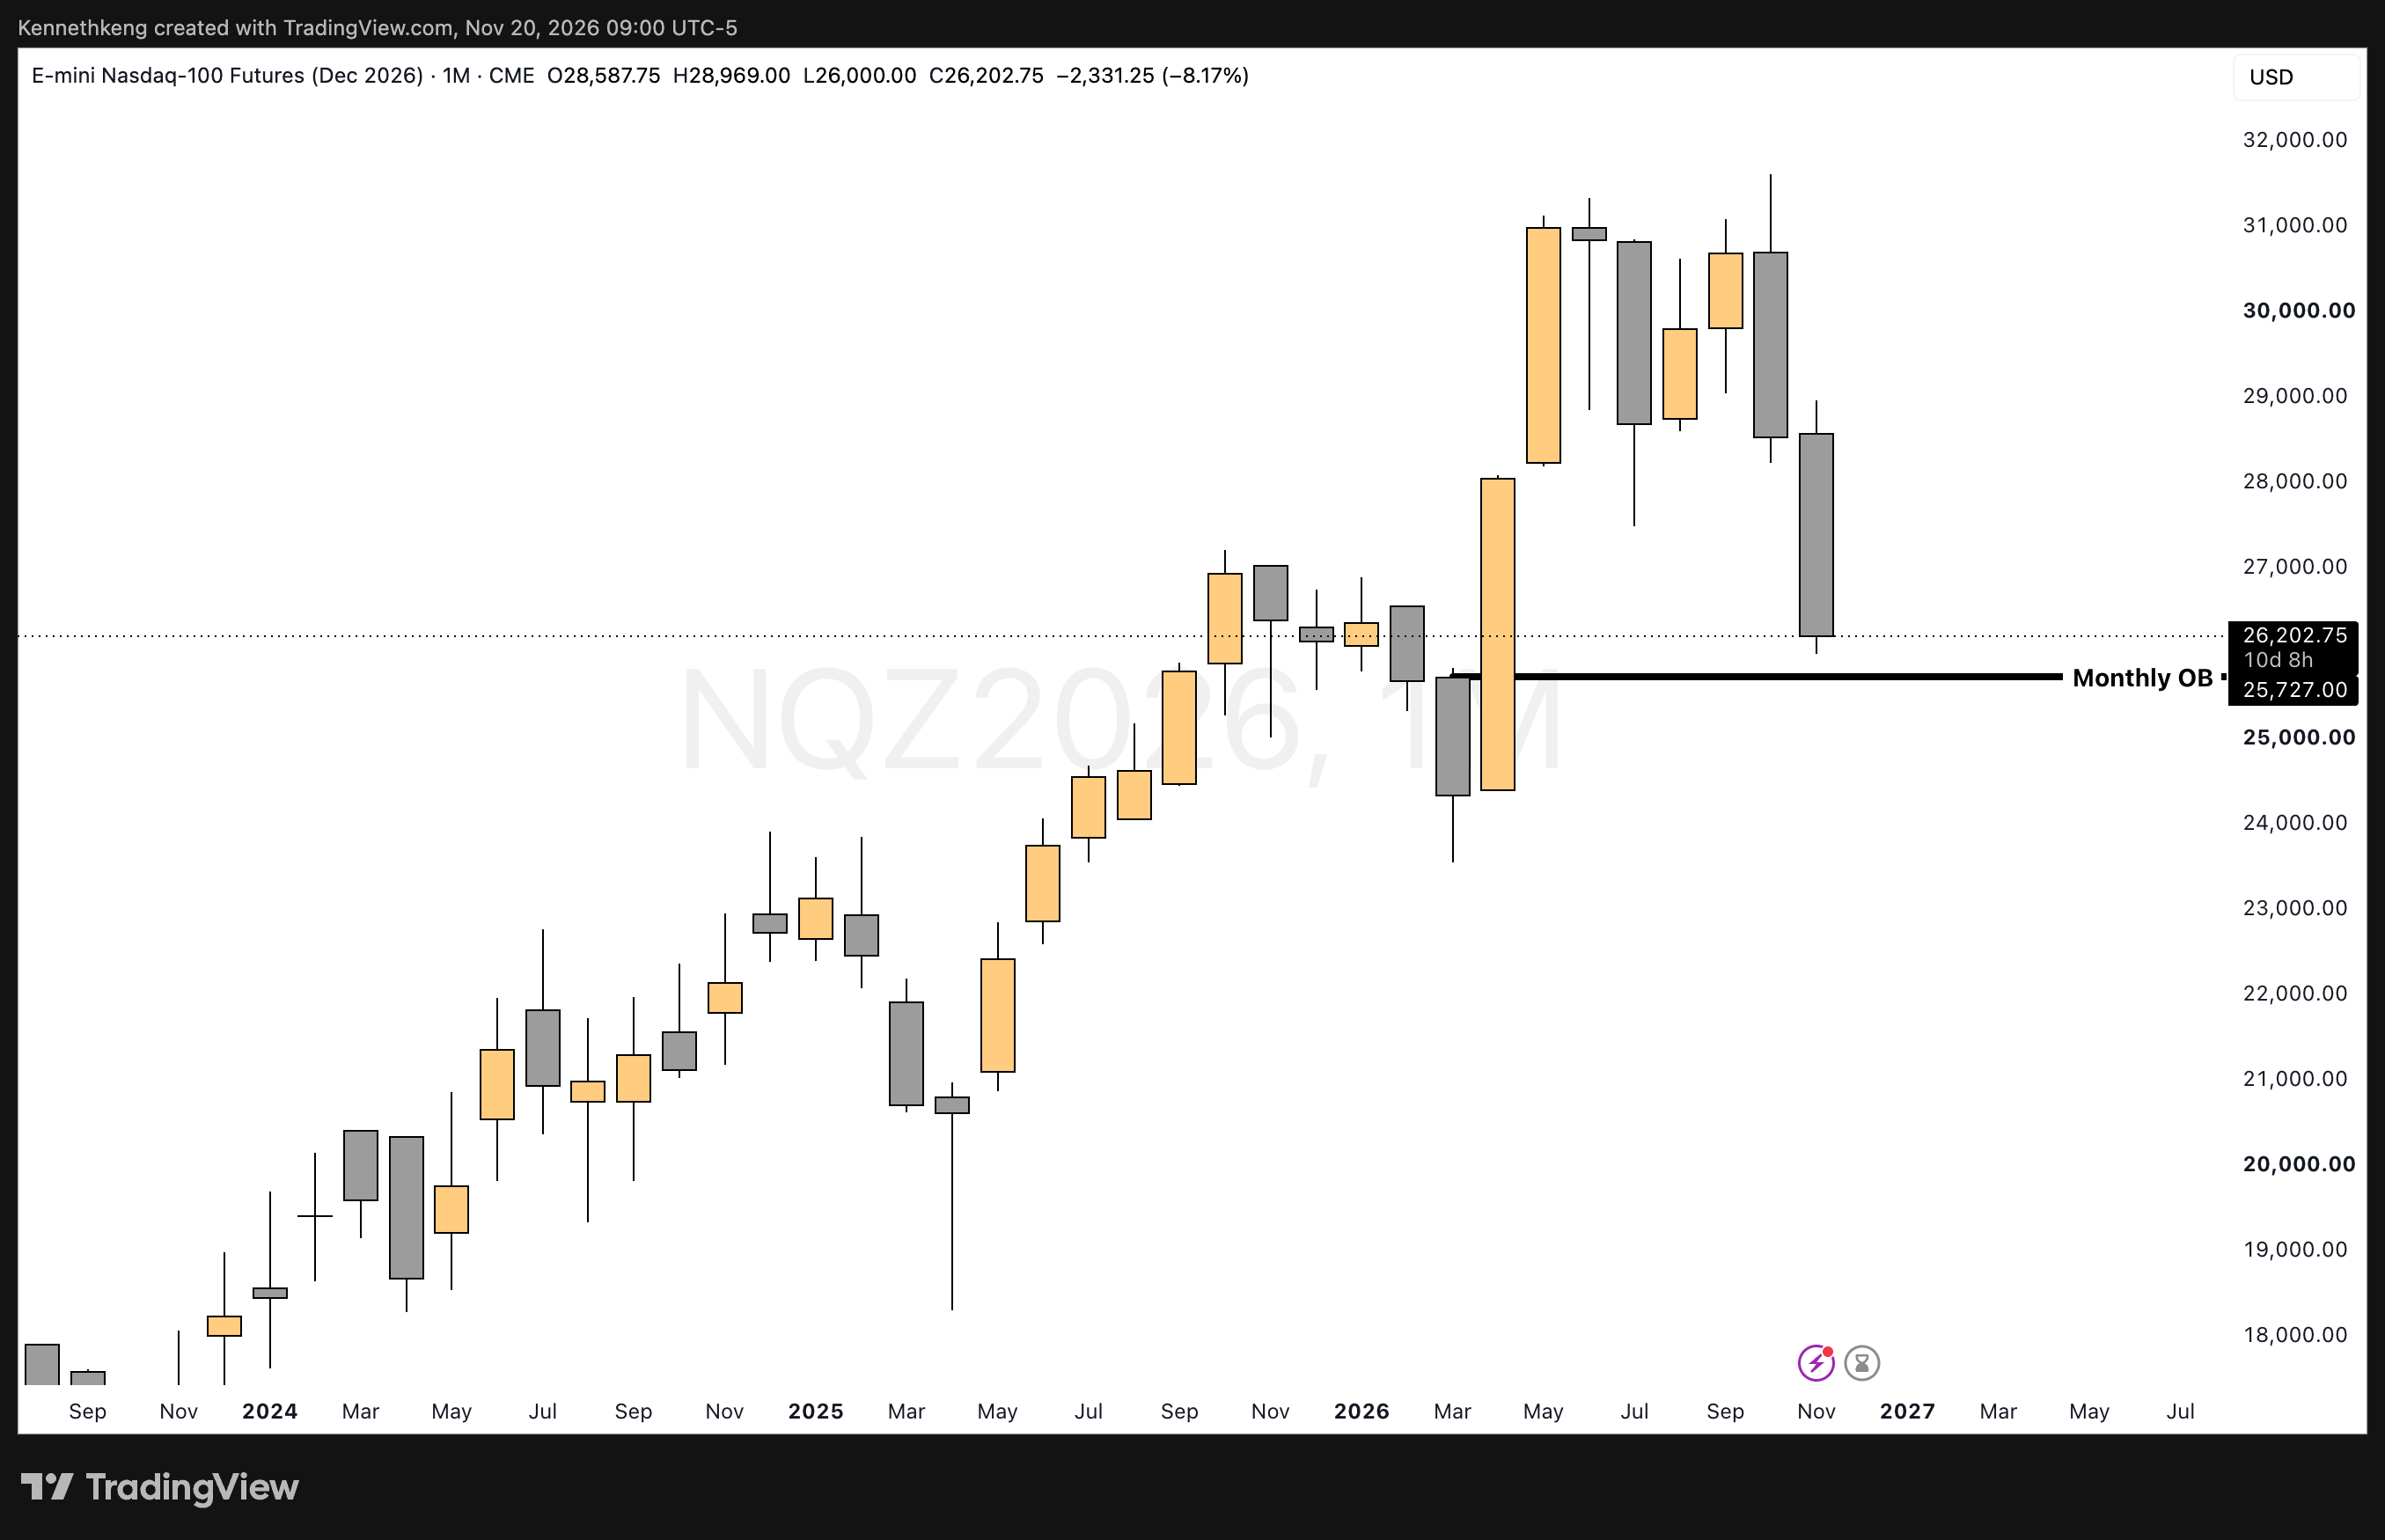 Kennethkeng created with TradingView.com, Nov 20, 2026 09:00 UTC-5
E-mini Nasdaq-100 Futures (Dec 2026) · 1M · CME O28,587.75 H28,969.00 L26,000.00 C26,202.75 −2,331.25 (−8.17%)
USD
32,000.00
31,000.00
30,000.00
29,000.00
28,000.00
27,000.00
26,202.75
10d 8h
Monthly OB
25,727.00
NQZ2026, 1M
25,000.00
24,000.00
23,000.00
22,000.00
21,000.00
20,000.00
19,000.00
18,000.00
Sep Nov 2024 Mar May Jul Sep Nov 2025 Mar May Jul Sep Nov 2026 Mar May Jul Sep Nov 2027 Mar May Jul
TradingView